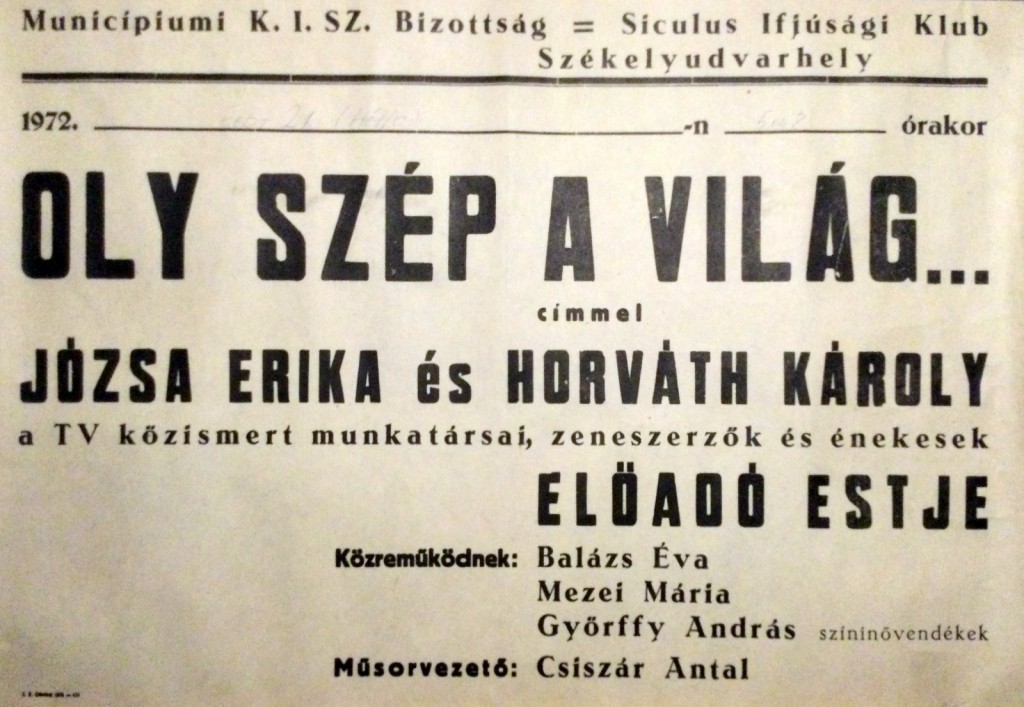 Municípiumi K. I. SZ. Bizottság = Siculus Ifjúsági Klub
Székelyudvarhely
1972. -n órakor
OLY SZÉP A VILÁG...
címmel
JÓZSA ERIKA és HORVÁTH KÁROLY
a TV közismert munkatársai, zeneszerzők és énekesek
ELŐADÓ ESTJE
Közreműködnek: Balázs Éva
Mezei Mária
Győrffy András színinövendékek
Műsorvezető: Csiszár Antal